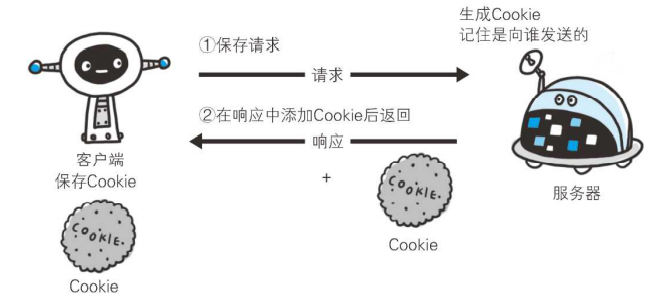 生成Cookie
记住是向谁发送的
①保存请求
请求
②在响应中添加Cookie后返回
响应
+
客户端
保存Cookie
COOKIE.
COOKIE.
服务器
Cookie
Cookie